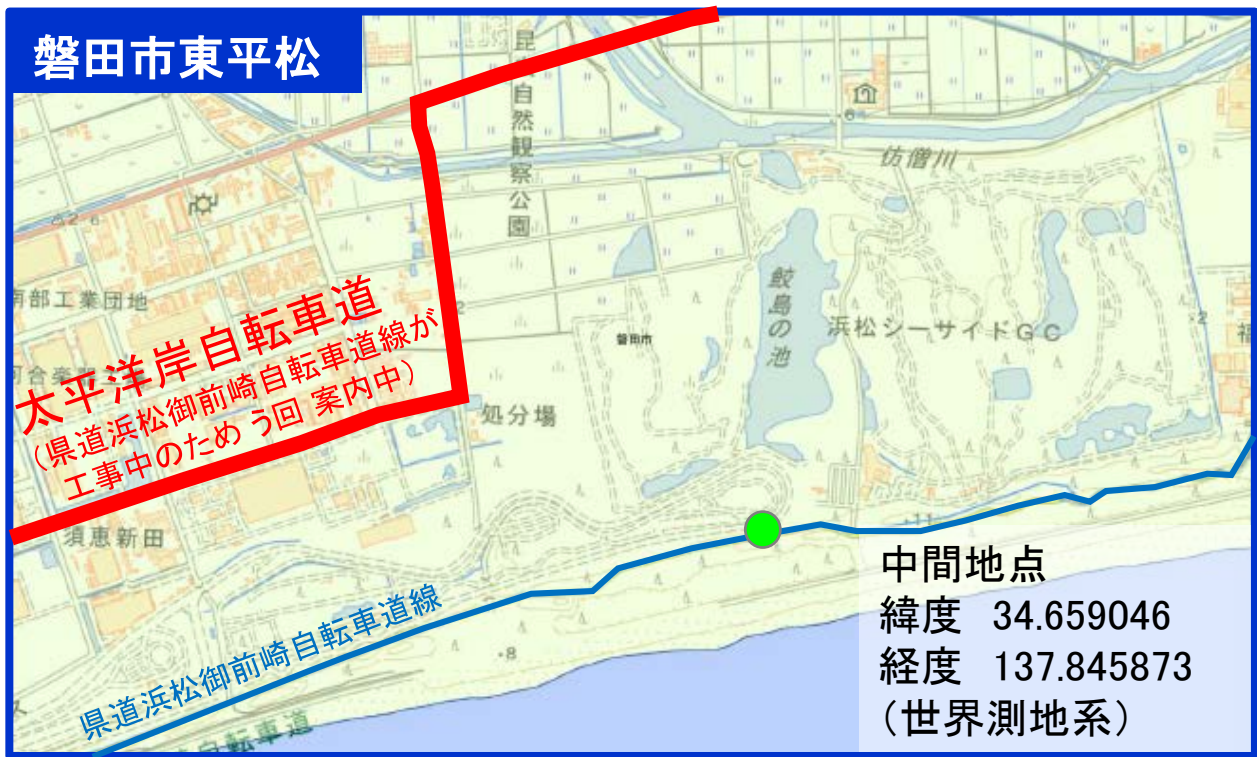 磐田市東平松
自然観察公園
仿僧川
鮫島の池
浜松シーサイドGC
南部工業団地
磐田市
太平洋岸自転車道
（県道浜松御前崎自転車道線が
工事中のため う回 案内中）
処分場
須恵新田
県道浜松御前崎自転車道線
自転車道
・11
・8
・2
中間地点
緯度 34.659046
経度 137.845873
（世界測地系）